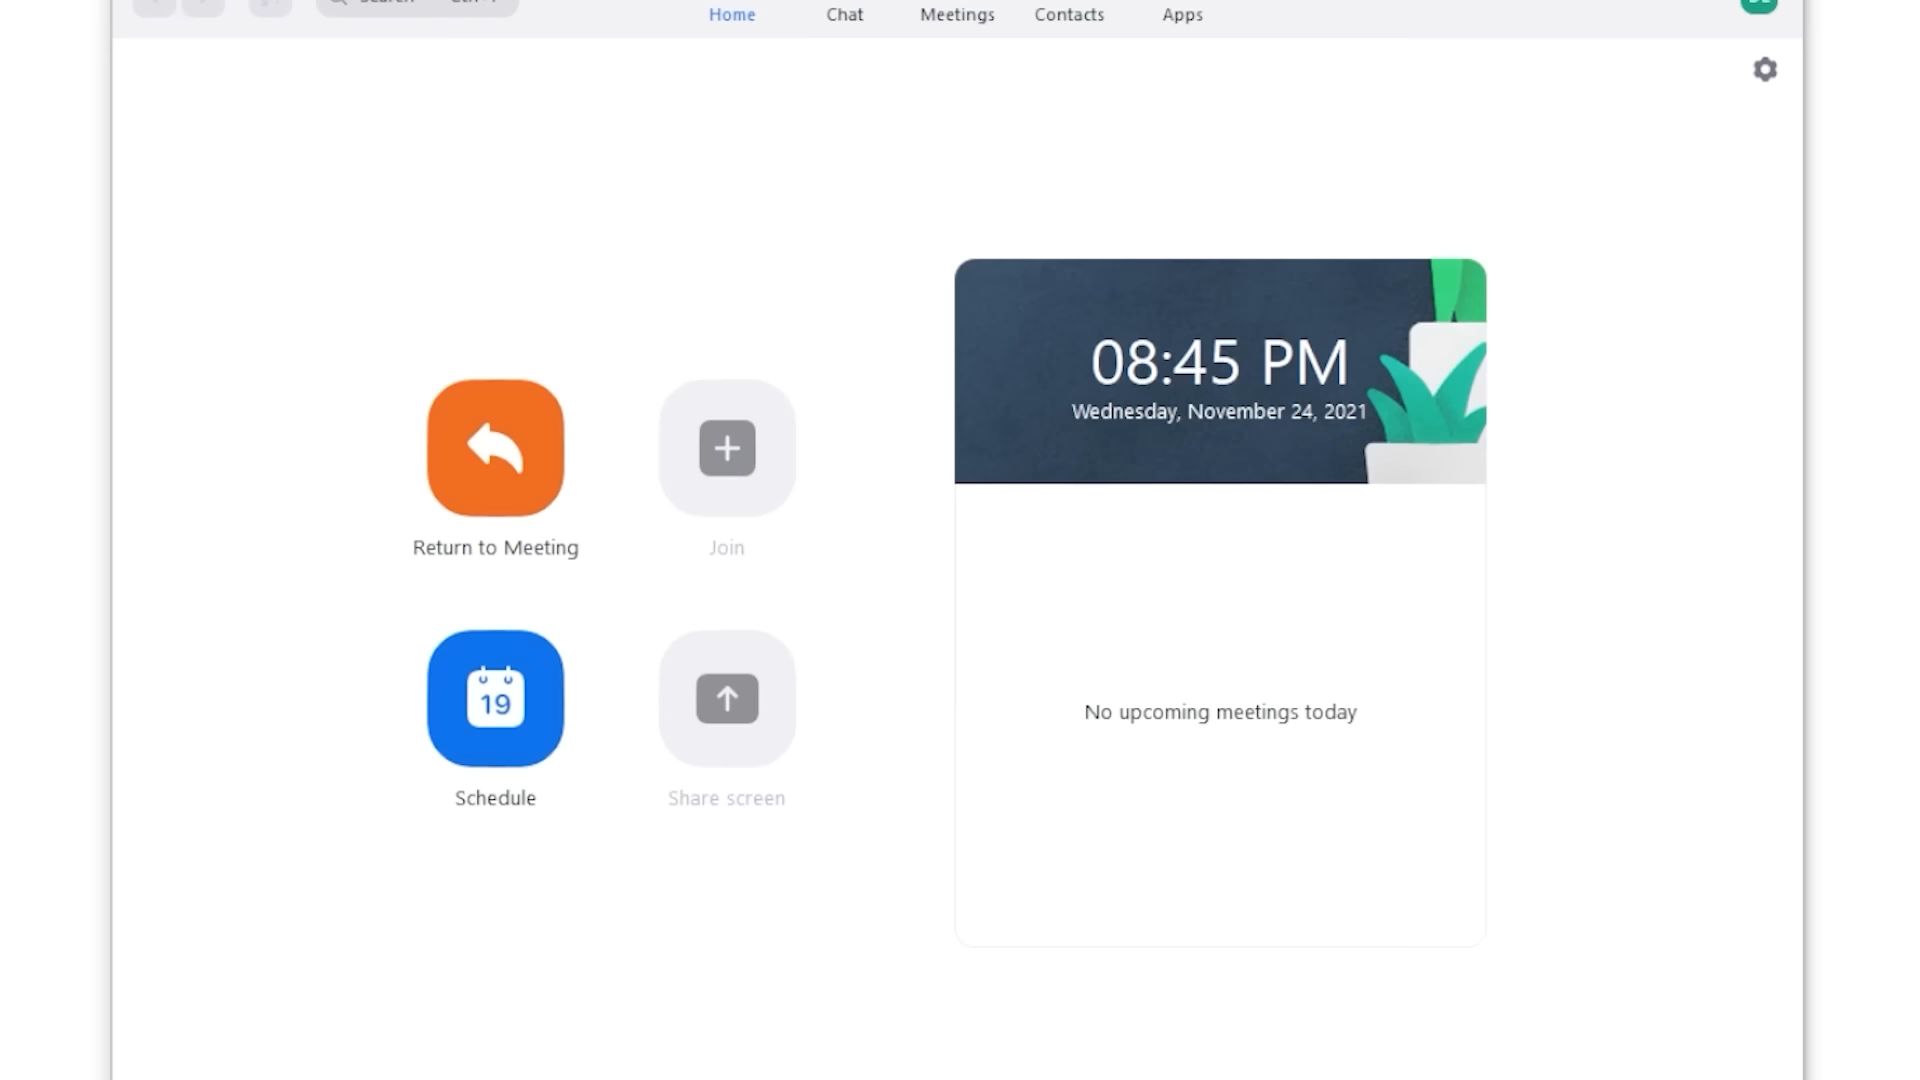 Home Chat Meetings Contacts Apps
08:45 PM
Wednesday, November 24, 2021
Return to Meeting
Join
19
Schedule
Share screen
No upcoming meetings today